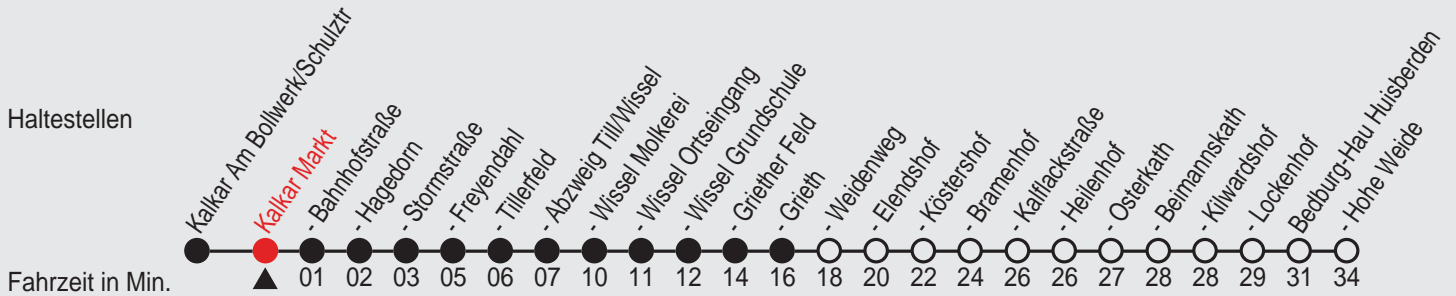 Haltestellen
Kalkar Am Bollwerk/Schulztr
Kalkar Markt
- Bahnhofstraße
- Hagedorn
- Stormstraße
- Freyendahl
- Tillerfeld
- Abzweig Till/Wissel
- Wissel Molkerei
- Wissel Ortseingang
- Wissel Grundschule
- Griether Feld
- Grieth
- Weidenweg
- Elendshof
- Köstershof
- Bramenhof
- Kalflackstraße
- Heilenhof
- Osterkath
- Beimannskath
- Kilwardshof
- Lockenhof
Bedburg-Hau Huisberden
- Hohe Weide
Fahrzeit in Min. 01 02 03 05 06 07 10 11 12 14 16 18 20 22 24 26 26 27 28 28 29 31 34